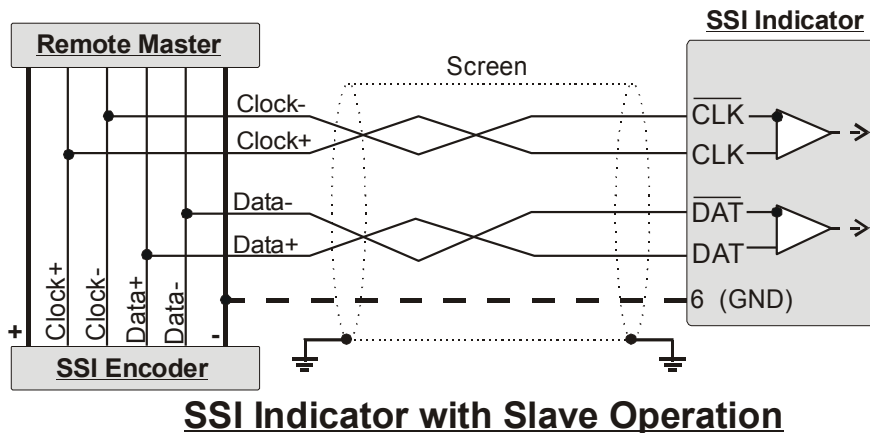 SSI Indicator
Remote Master
Screen
Clock-
Clock+
Data-
Data+
CLK
CLK
DAT
DAT
6 (GND)
+
Clock+
Clock-
Data+
Data-
-
SSI Encoder
SSI Indicator with Slave Operation